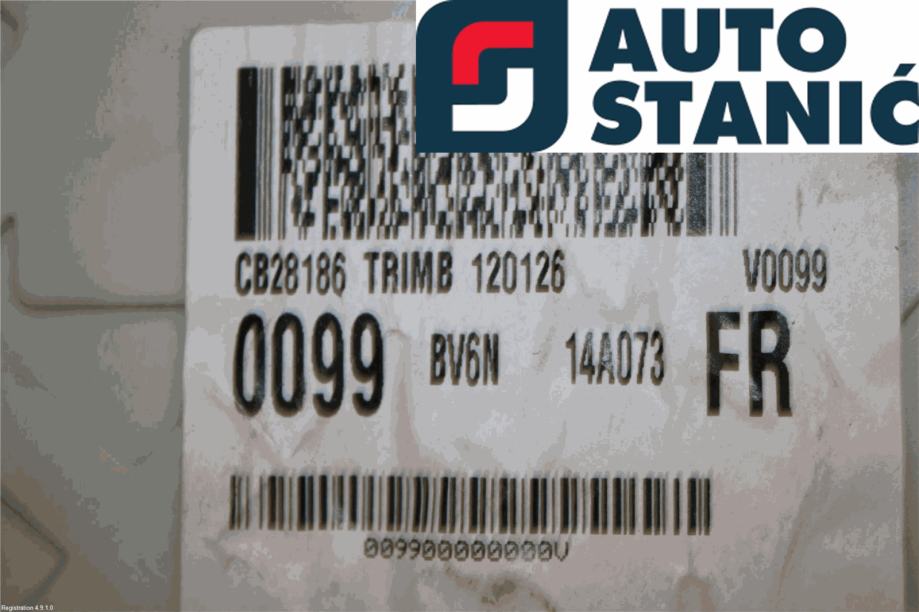 AUTO
STANIĆ
CB28186 TRIMB 120126 V0099
0099 BV6N 14A073 FR
009900000000V
Registration 4.9.1.0